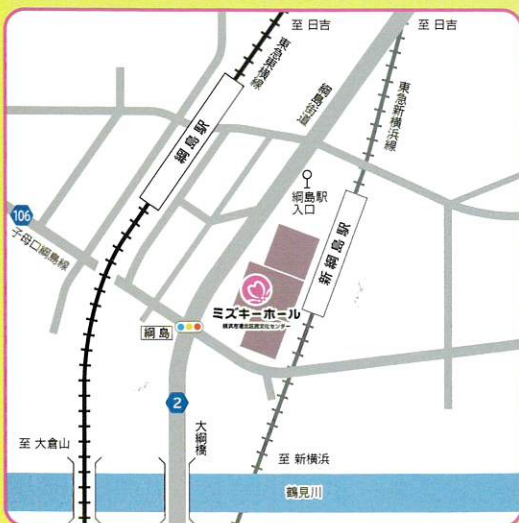 至 日吉
至 日吉
東急東横線
綱島街道
東急新横浜線
綱島駅
綱島駅
入口
新綱島駅
106
子母口綱島線
ミズキーホール
横浜市港北区民文化センター
綱島
2
大綱橋
至 大倉山
至 新横浜
鶴見川